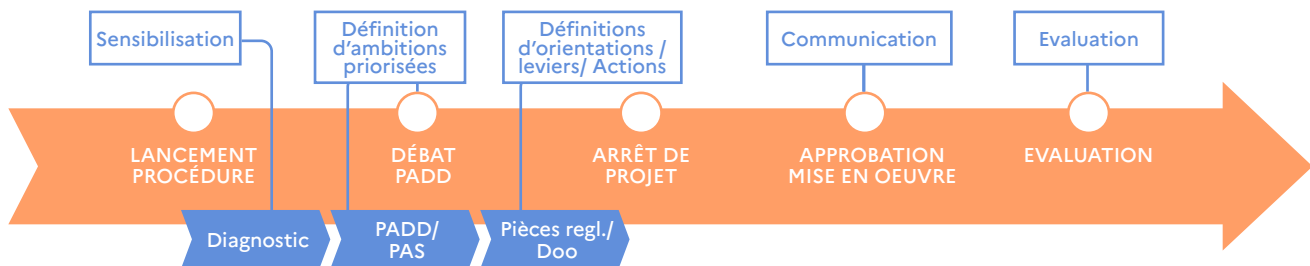 Sensibilisation
Définition
d'ambitions
priorisées
Définitions
d'orientations /
leviers/ Actions
Communication
Evaluation
LANCEMENT
PROCÉDURE
DÉBAT
PADD
ARRÊT DE
PROJET
APPROBATION
MISE EN OEUVRE
EVALUATION
Diagnostic
PADD/
PAS
Pièces regl./
Doo